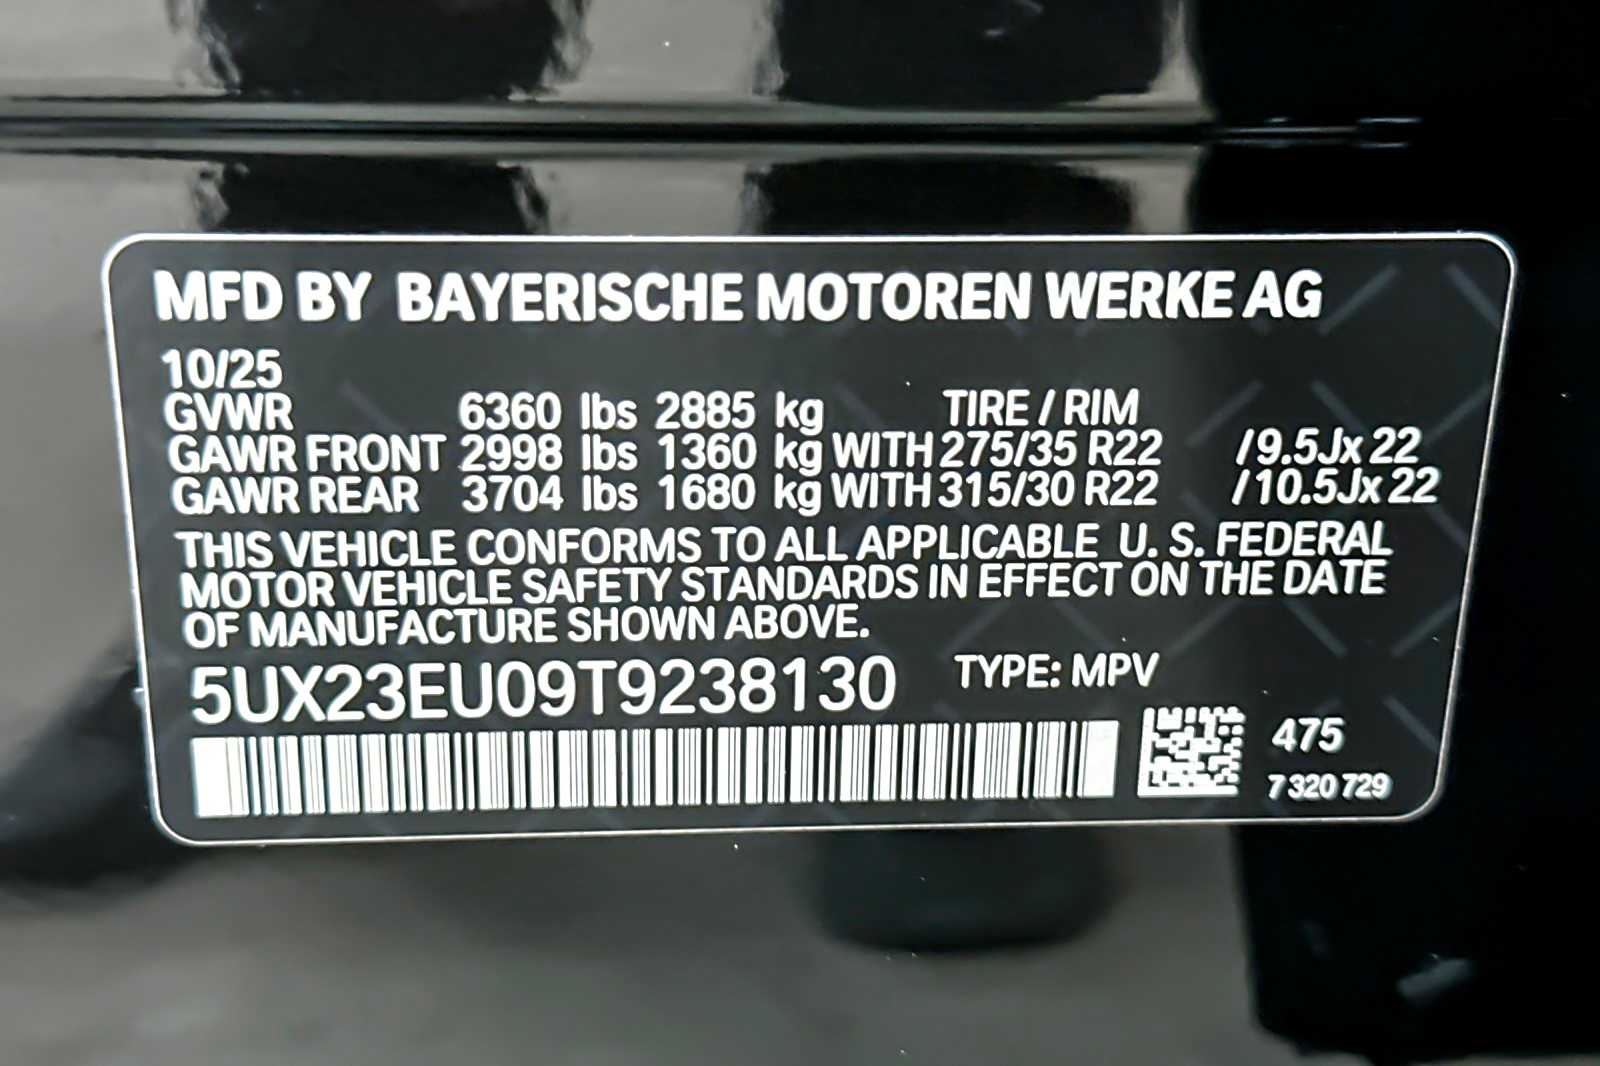 MFD BY BAYERISCHE MOTOREN WERKE AG
10/25
GVWR 6360 lbs 2885 kg TIRE / RIM
GAWR FRONT 2998 lbs 1360 kg WITH 275/35 R22 /9.5Jx 22
GAWR REAR 3704 lbs 1680 kg WITH 315/30 R22 /10.5Jx 22
THIS VEHICLE CONFORMS TO ALL APPLICABLE U. S. FEDERAL
MOTOR VEHICLE SAFETY STANDARDS IN EFFECT ON THE DATE
OF MANUFACTURE SHOWN ABOVE.
5UX23EU09T9238130 TYPE: MPV
475
7 320 729